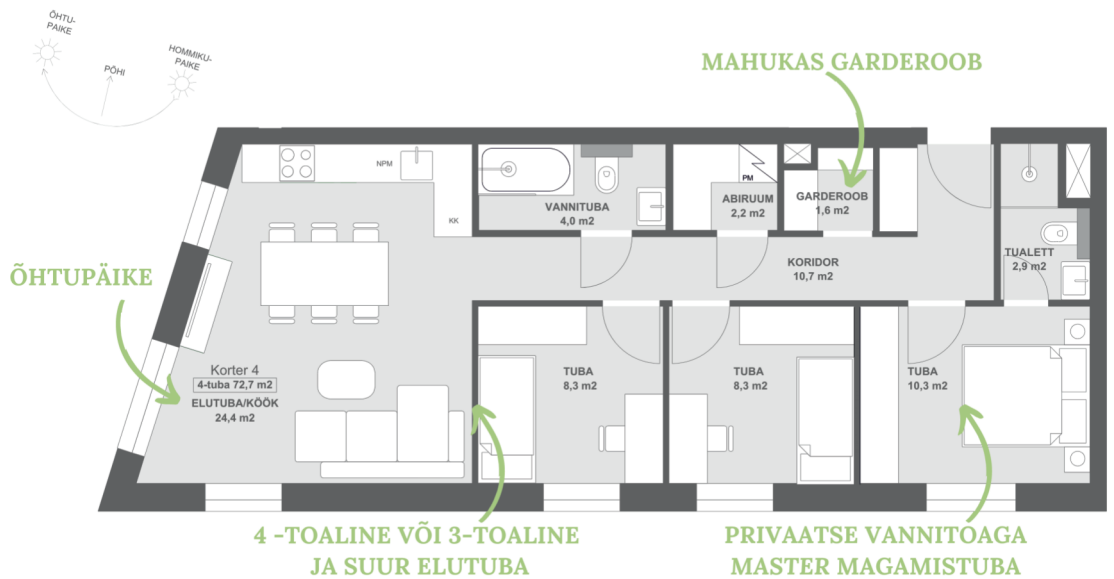 ÕHTU-
PAIKE
PÕHI
HOMMIKU-
PAIKE
MAHUKAS GARDEROOB
NPM
KK
VANNITUBA
4,0 m2
PM
ABIRUUM
2,2 m2
GARDEROOB
1,6 m2
KORIDOR
10,7 m2
TUALETT
2,9 m2
ÕHTUPÄIKE
Korter 4
4-tuba 72,7 m2
ELUTUBA/KÖÖK
24,4 m2
TUBA
8,3 m2
TUBA
8,3 m2
TUBA
10,3 m2
4 -TOALINE VÕI 3-TOALINE
JA SUUR ELUTUBA
PRIVAATSE VANNITOAGA
MASTER MAGAMISTUBA